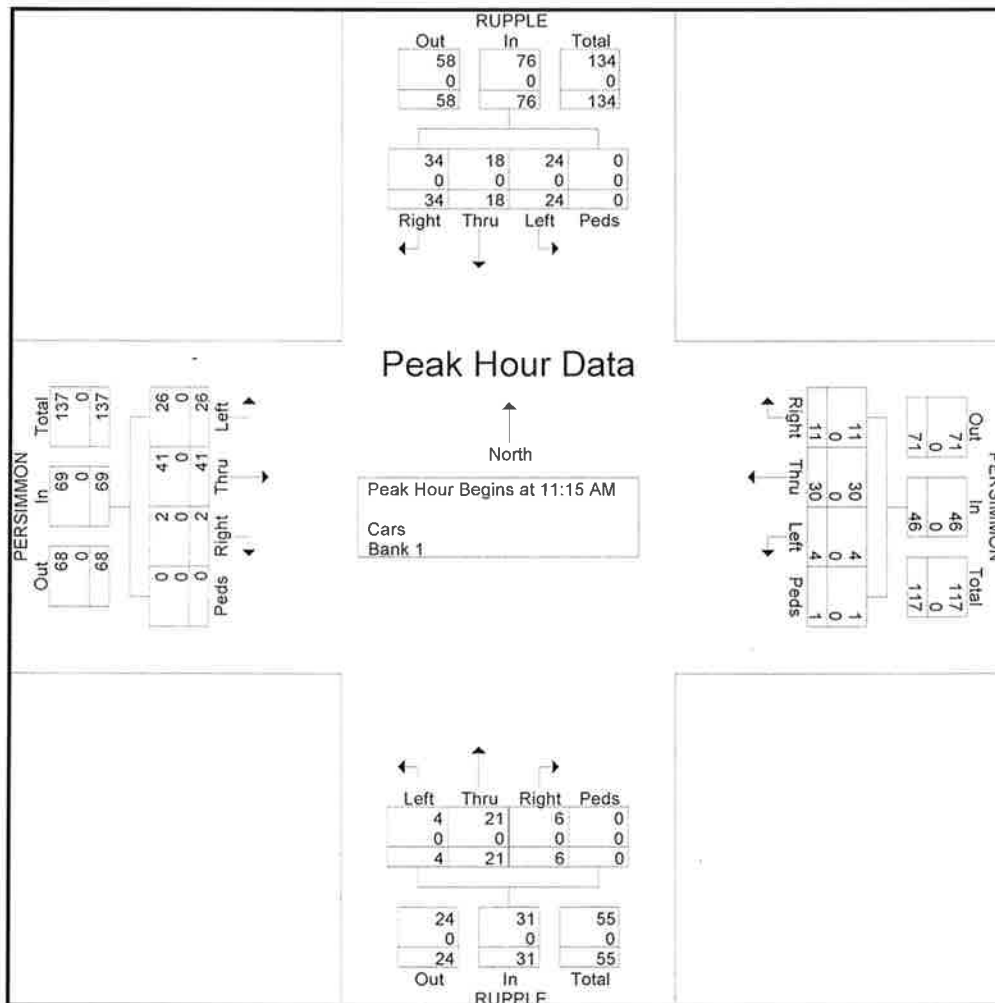 RUPPLE
Out In Total
58 76 134
0 0 0
58 76 134
34 18 24 0
0 0 0 0
34 18 24 0
Right Thru Left Peds
Peak Hour Data
North
Peak Hour Begins at 11:15 AM
Cars
Bank 1
PERSIMMON
Out In Total
68 69 137
0 0 0
68 69 137
Left Thru Right Peds
26 41 2 0
0 0 0 0
26 41 2 0
Right Thru Left Peds
11 30 4 1
0 0 0 0
11 30 4 1
Out In Total
71 46 117
0 0 0
71 46 117
PERSIMMON
Left Thru Right Peds
4 21 6 0
0 0 0 0
4 21 6 0
24 31 55
0 0 0
24 31 55
Out In Total
RUPPLE